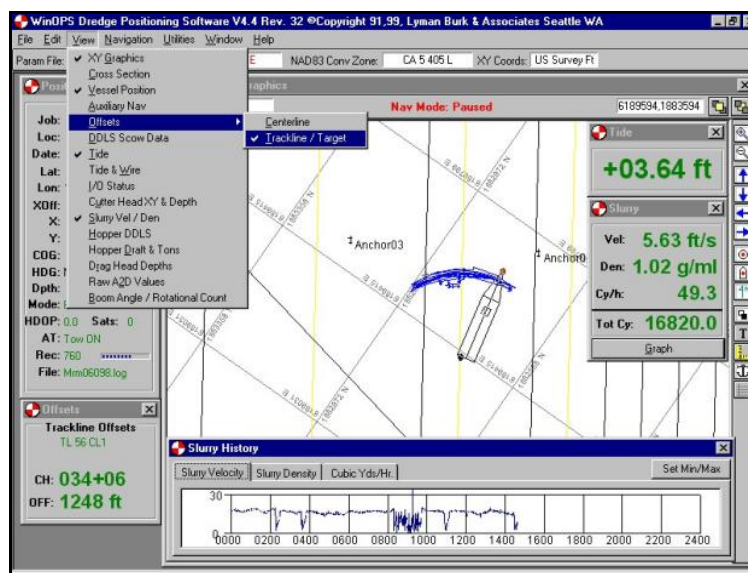 WinOPS Dredge Positioning Software V4.4 Rev. 32 ©Copyright 91,99, Lyman Burk & Associates Seattle WA
File Edit View Navigation Utilities Window Help
Param File: E NAD83 Conv Zone: CA 5 405 L XY Coords: US Survey Ft
XY Graphics
Cross Section
Vessel Position
Auxiliary Nav
Offsets
DDLS Scow Data
Tide
Tide & Wire
I/O Status
Cutter Head XY & Depth
Slurry Vel / Den
Hopper DDLS
Hopper Draft & Tons
Drag Head Depths
Raw A2D Values
Boom Angle / Rotational Count
Centerline
Trackline / Target
Nav Mode: Paused
6189594,1883594
Job:
Loc:
Date:
Lat:
Lon:
XOff:
X:
Y:
COG:
HDG:
Dpth:
Mode:
HDOP: 0.0 Sats: 0
AT: Tow ON
Rec: 760
File: Mrm06098.log
Anchor03
Tide
+03.64 ft
Slurry
Vel: 5.63 ft/s
Den: 1.02 g/ml
Cy/h: 49.3
Tot Cy: 16820.0
Graph
Offsets
Trackline Offsets
TL 56 CL1
CH: 034+06
OFF: 1248 ft
Slurry History
Slurry Velocity Slurry Density Cubic Yds/Hr. Set Min/Max
30
0
0000 0200 0400 0600 0800 1000 1200 1400 1600 1800 2000 2200 2400